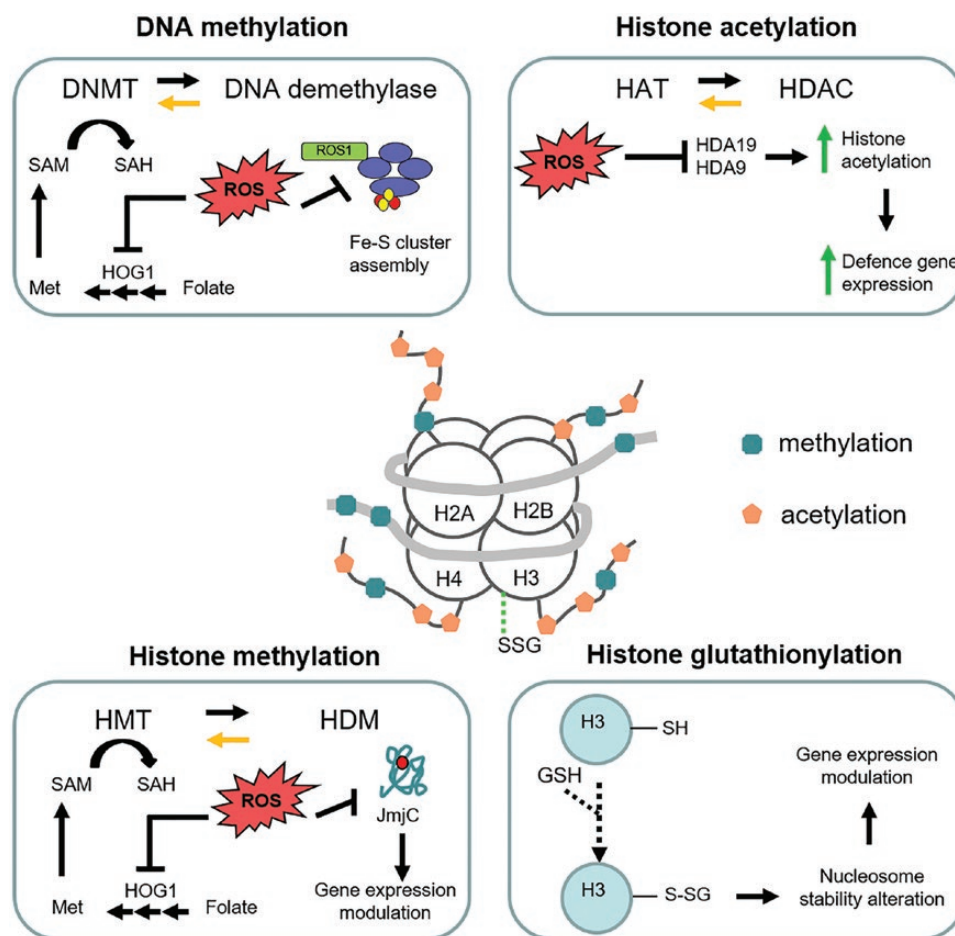 DNA methylation
DNMT
DNA demethylase
SAM
SAH
ROS1
ROS
Fe-S cluster
assembly
HOG1
Met
Folate
Histone acetylation
HAT
HDAC
ROS
HDA19
HDA9
Histone
acetylation
Defence gene
expression
H2A
H2B
H4
H3
SSG
methylation
acetylation
Histone methylation
HMT
HDM
SAM
SAH
ROS
JmjC
HOG1
Met
Folate
Gene expression
modulation
Histone glutathionylation
H3
SH
GSH
H3
S-SG
Gene expression
modulation
Nucleosome
stability alteration